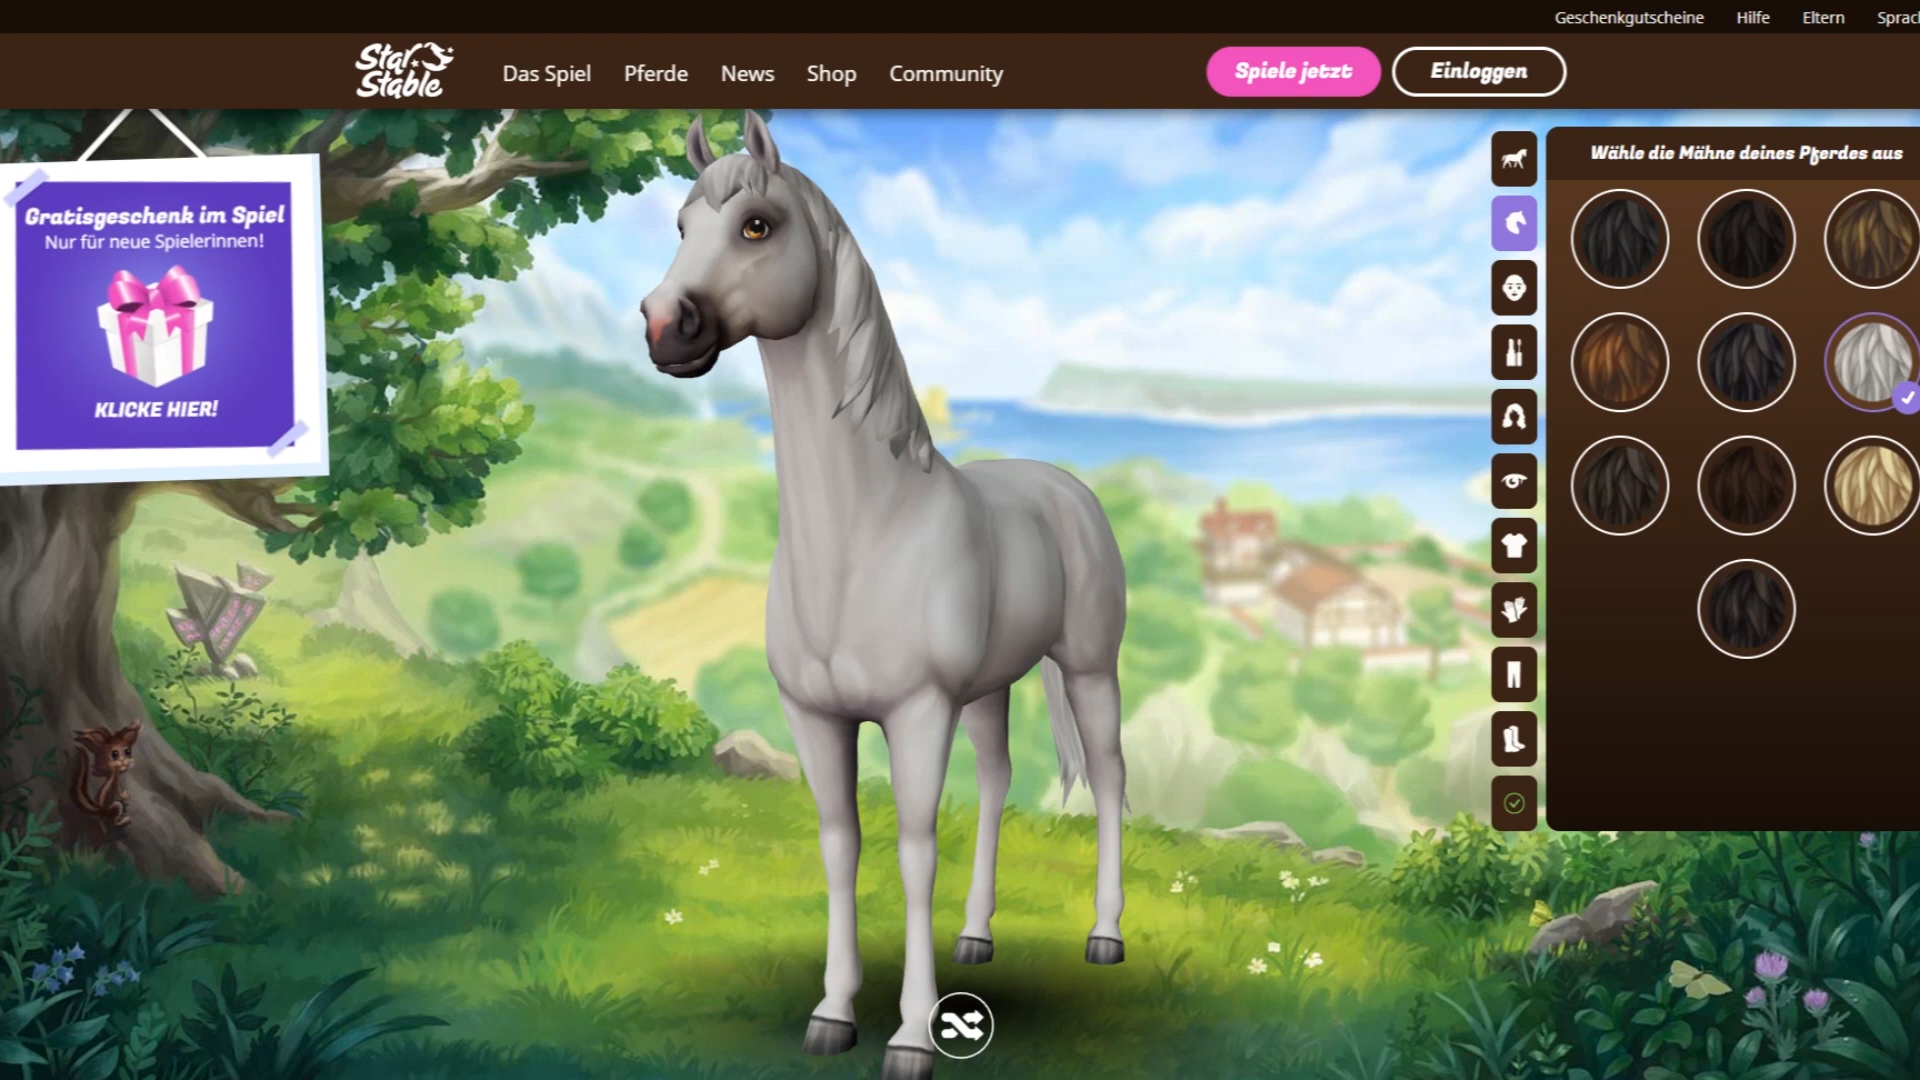 Geschenkgutscheine Hilfe Eltern
Star Stable
Das Spiel Pferde News Shop Community
Spiele jetzt Einloggen
Gratisgeschenk im Spiel
Nur für neue Spielerinnen!
KLICKE HIER!
Wähle die Mähne deines Pferdes aus